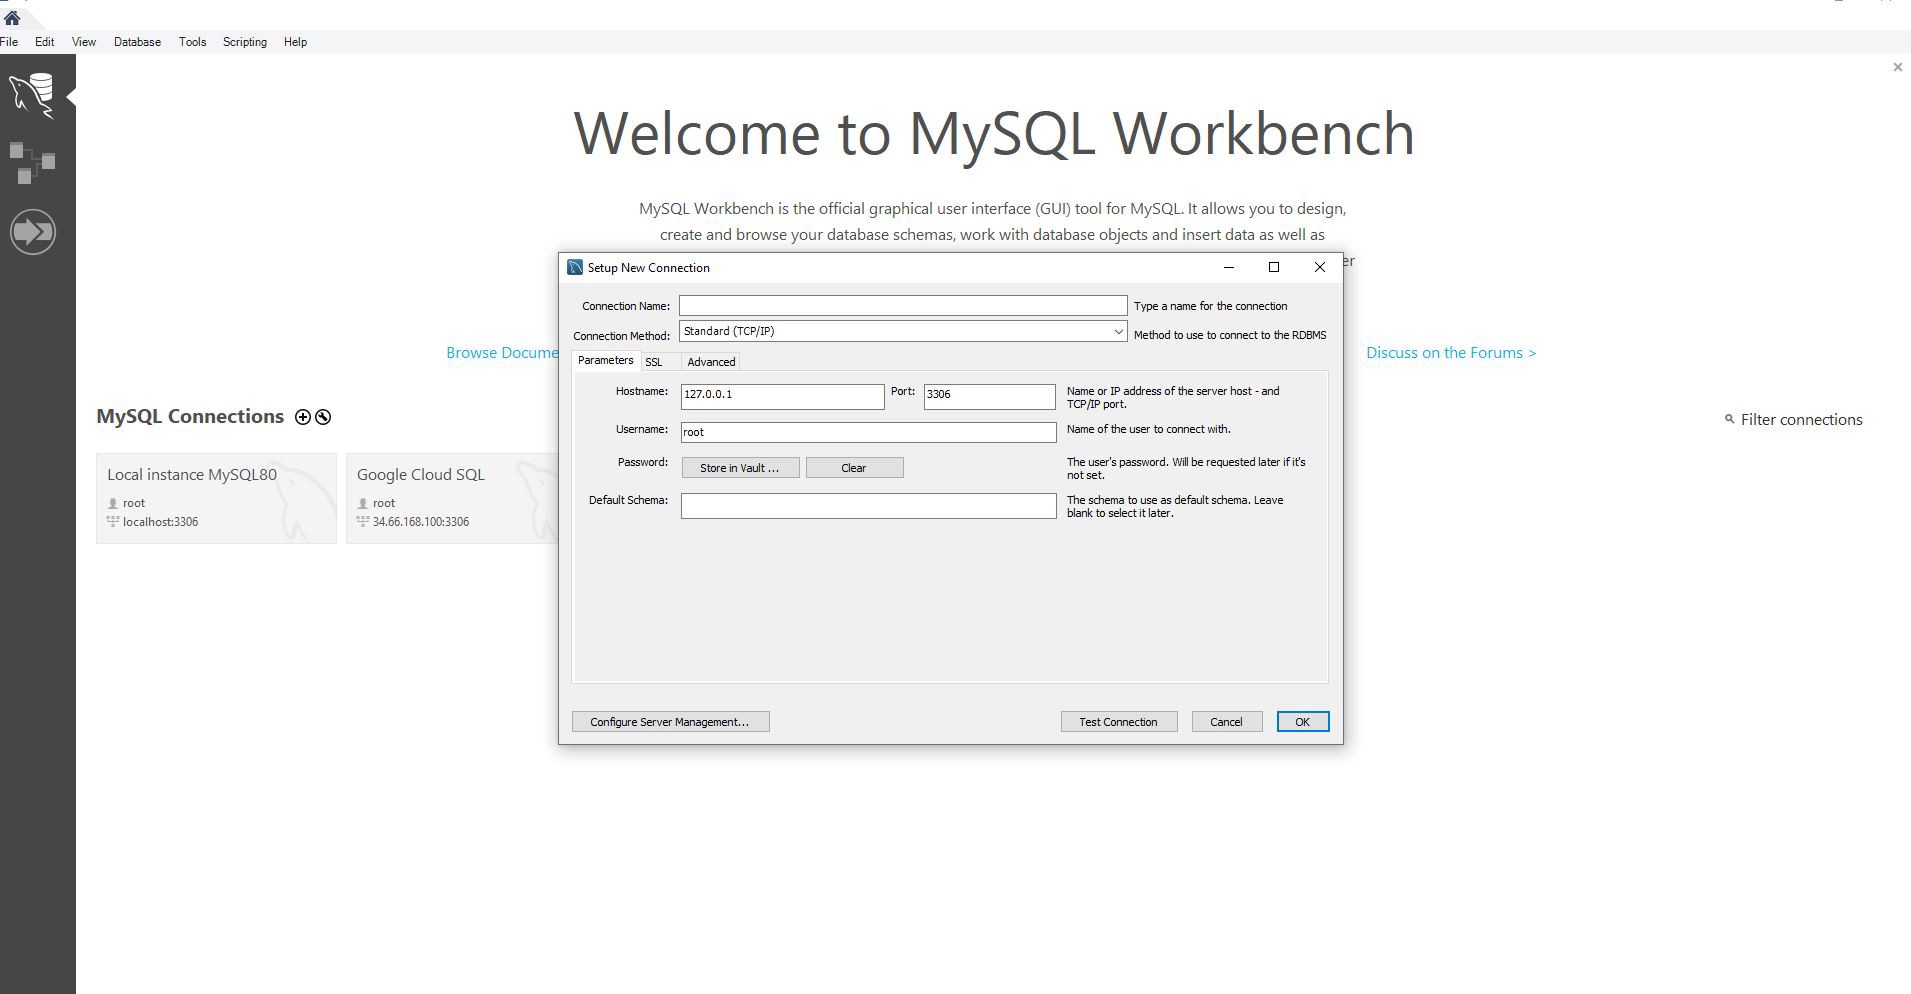 File Edit View Database Tools Scripting Help
Welcome to MySQL Workbench
MySQL Workbench is the official graphical user interface (GUI) tool for MySQL. It allows you to design,
create and browse your database schemas, work with database objects and insert data as well as
er
Browse Docume
Discuss on the Forums >
MySQL Connections
Filter connections
Local instance MySQL80
root
localhost:3306
Google Cloud SQL
root
34.66.168.100:3306
Setup New Connection
Connection Name: Type a name for the connection
Connection Method: Standard (TCP/IP) Method to use to connect to the RDBMS
Parameters SSL Advanced
Hostname: 127.0.0.1 Port: 3306 Name or IP address of the server host - and
TCP/IP port.
Username: root Name of the user to connect with.
Password: Store in Vault ... Clear The user's password. Will be requested later if it's
not set.
Default Schema: The schema to use as default schema. Leave
blank to select it later.
Configure Server Management... Test Connection Cancel OK